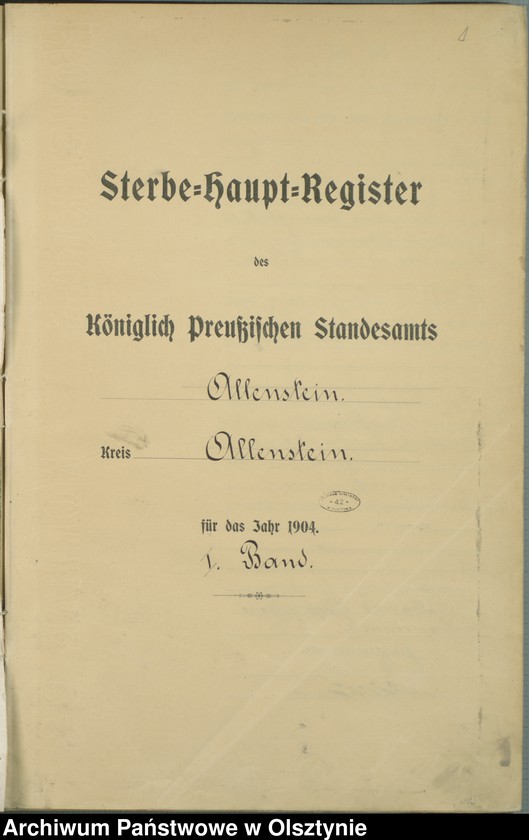 1
Sterbe=Haupt=Register
des
Königlich Preußischen Standesamts
Allenstein.
Kreis Allenstein.
für das Jahr 1904.
1. Band.
Archiwum Państwowe w Olsztynie